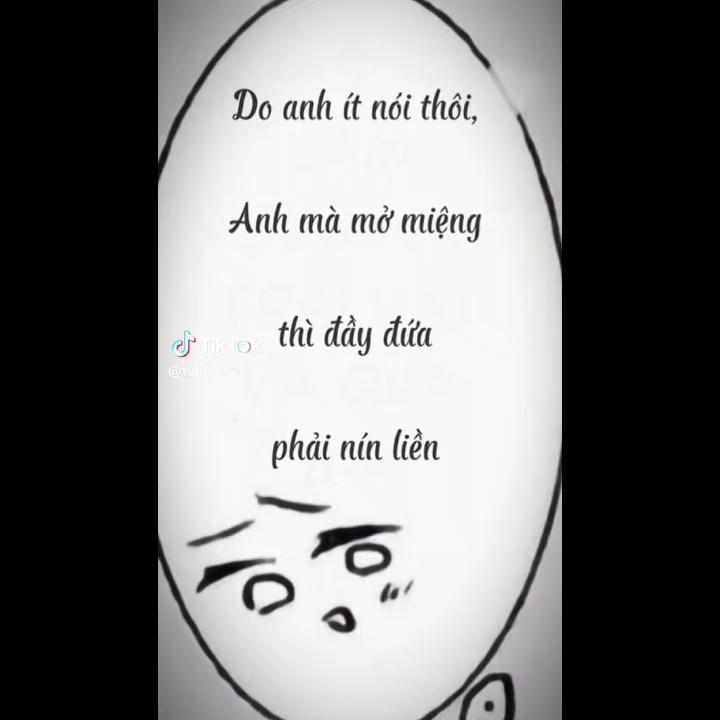 Do anh ít nói thôi,
Anh mà mở miệng
thì đầy đứa
TikTok
phải nín liền